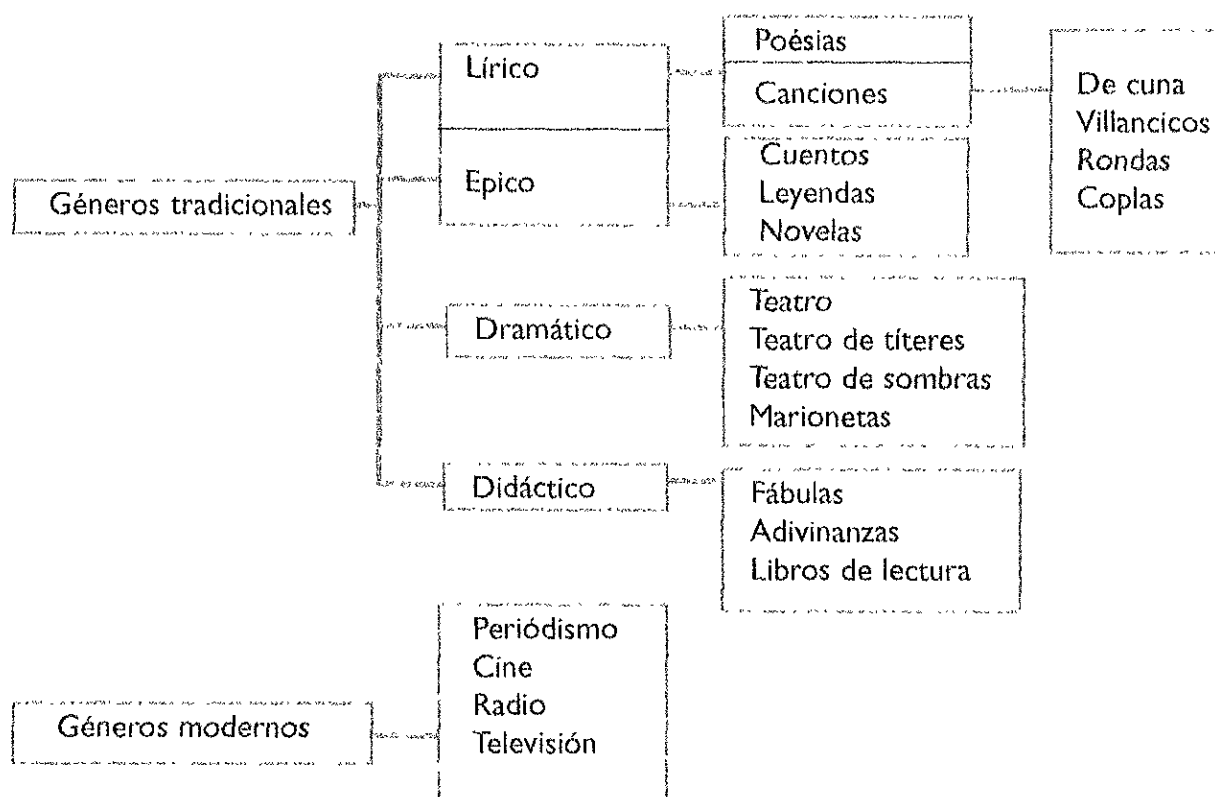 Géneros tradicionales
Lírico
Epico
Poésias
Canciones
De cuna
Villancicos
Rondas
Coplas
Cuentos
Leyendas
Novelas
Dramático
Teatro
Teatro de títeres
Teatro de sombras
Marionetas
Didáctico
Fábulas
Adivinanzas
Libros de lectura
Géneros modernos
Periódismo
Cine
Radio
Televisión